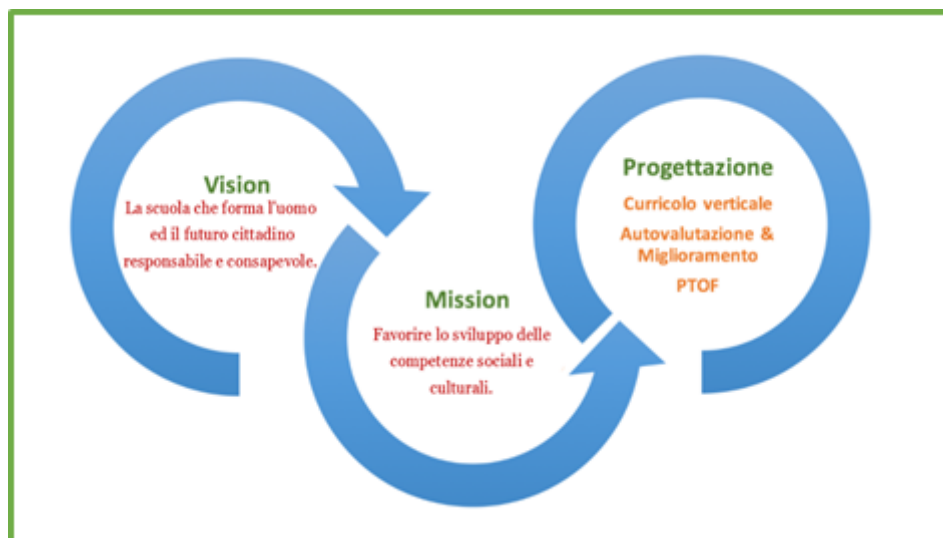 Vision
La scuola che forma l'uomo
ed il futuro cittadino
responsabile e consapevole.
Mission
Favorire lo sviluppo delle
competenze sociali e
culturali.
Progettazione
Curricolo verticale
Autovalutazione &
Miglioramento
PTOF